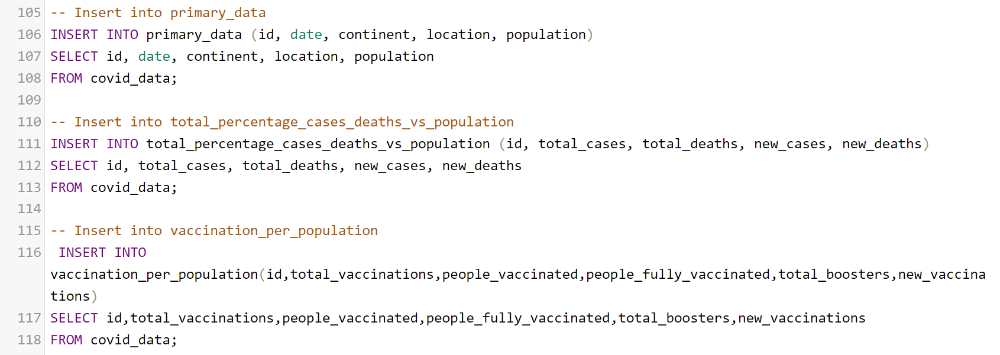 105 -- Insert into primary_data
106 INSERT INTO primary_data (id, date, continent, location, population)
107 SELECT id, date, continent, location, population
108 FROM covid_data;
109
110 -- Insert into total_percentage_cases_deaths_vs_population
111 INSERT INTO total_percentage_cases_deaths_vs_population (id, total_cases, total_deaths, new_cases, new_deaths)
112 SELECT id, total_cases, total_deaths, new_cases, new_deaths
113 FROM covid_data;
114
115 -- Insert into vaccination_per_population
116  INSERT INTO
vaccination_per_population(id,total_vaccinations,people_vaccinated,people_fully_vaccinated,total_boosters,new_vaccina
tions)
117 SELECT id,total_vaccinations,people_vaccinated,people_fully_vaccinated,total_boosters,new_vaccinations
118 FROM covid_data;